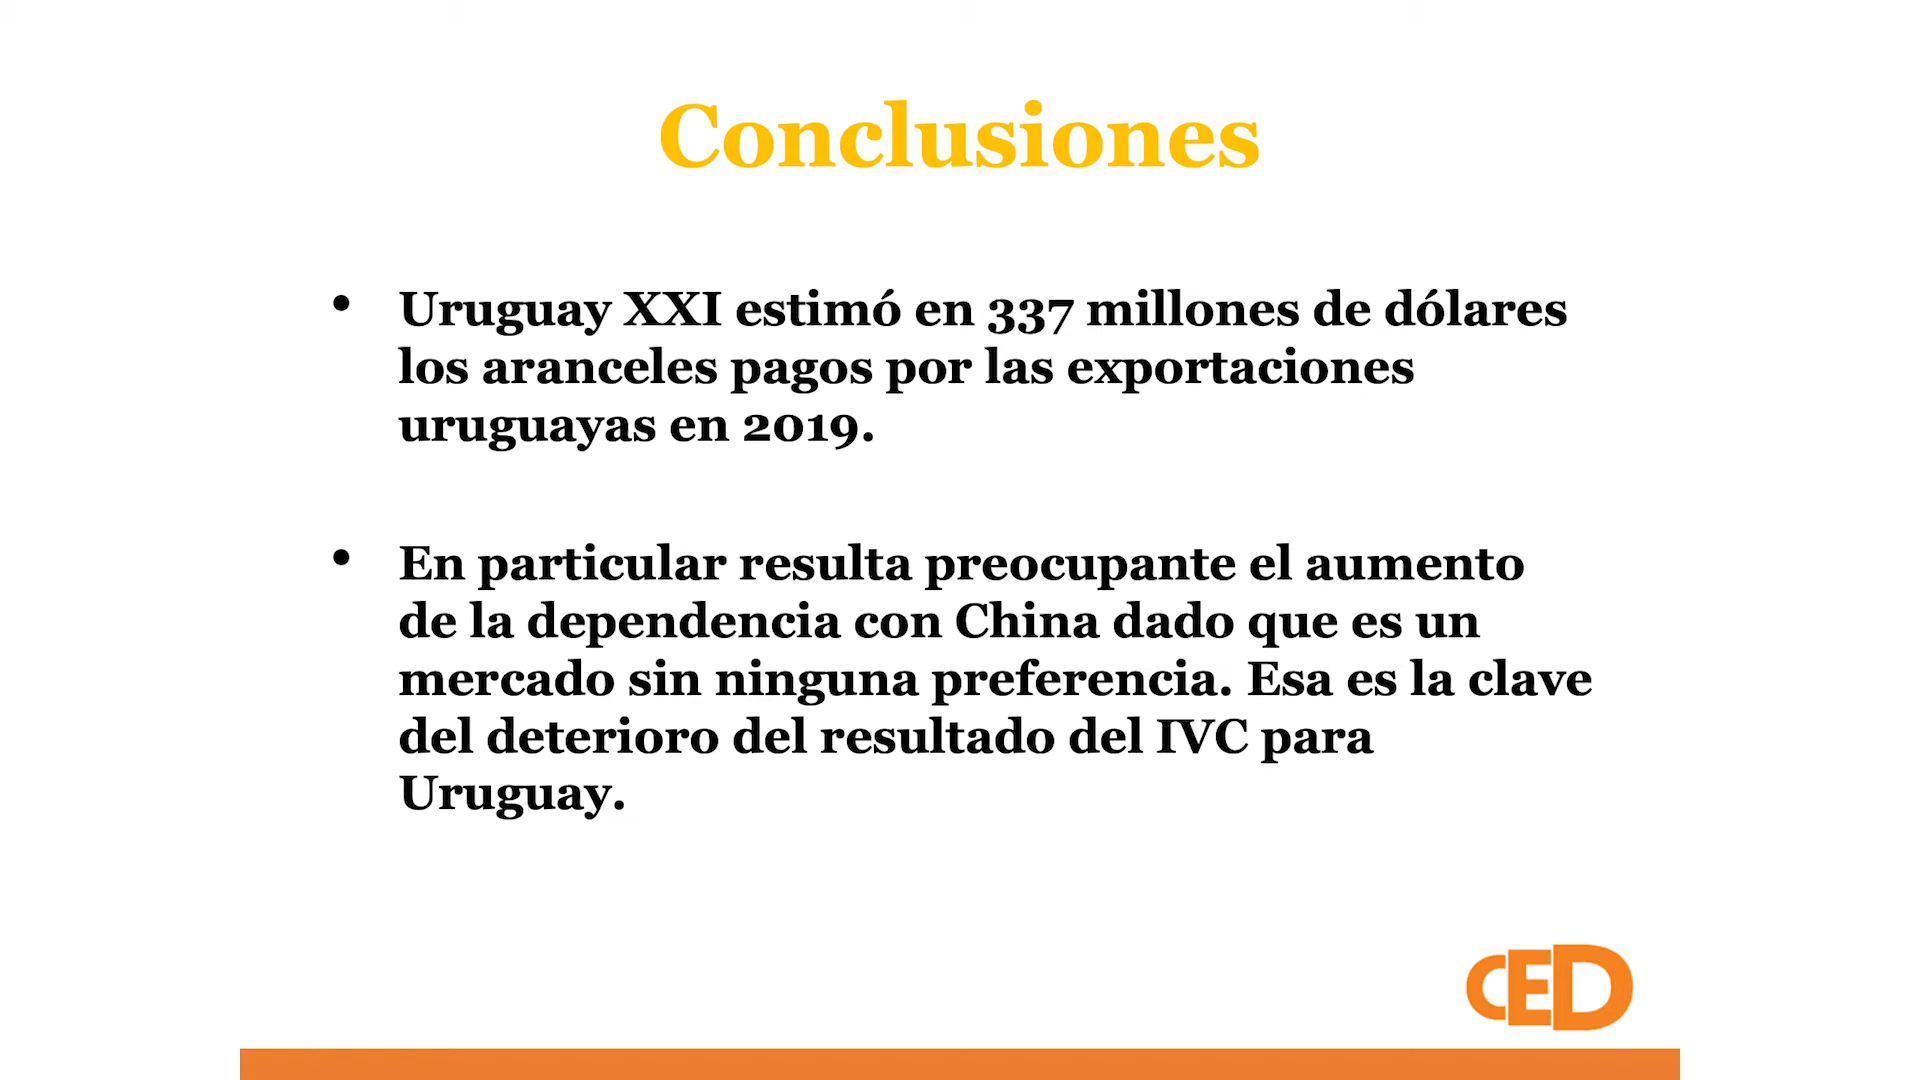 Conclusiones
• Uruguay XXI estimó en 337 millones de dólares
los aranceles pagos por las exportaciones
uruguayas en 2019.
• En particular resulta preocupante el aumento
de la dependencia con China dado que es un
mercado sin ninguna preferencia. Esa es la clave
del deterioro del resultado del IVC para
Uruguay.
CED